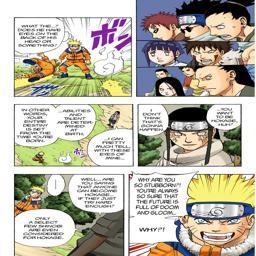 WHAT THE...?
DOES HE HAVE
EYES ON THE
BACK OF HIS
HEAD OR
SOMETHING!
IN OTHER
WORDS,
YOUR
ENTIRE
DESTINY
IS SET
FROM THE
TIME YOU'RE
BORN.
ABILITIES
AND
TALENT
ARE DETER-
MINED
AT
BIRTH.
I CAN
PRETTY
MUCH TELL
WITH THESE
EYES OF
MINE...
DON'T
THINK
THAT'S
GONNA
HAPPEN.
YOU
WANT
TO BE
HOKAGE,
HUH?
WELL... ARE
YOU SAYING
THAT ANYONE
CAN BECOME
HOKAGE,
IF THEY JUST
TRY HARD
ENOUGH?
ONLY
A SELECT
FEW SHINOBI
ARE EVEN
CONSIDERED
FOR HOKAGE.
WHY ARE YOU
SO STUBBORN?!
YOU'RE ALWAYS
SO SURE THAT
THE FUTURE IS
FULL OF DOOM
AND GLOOM...
WHY?!